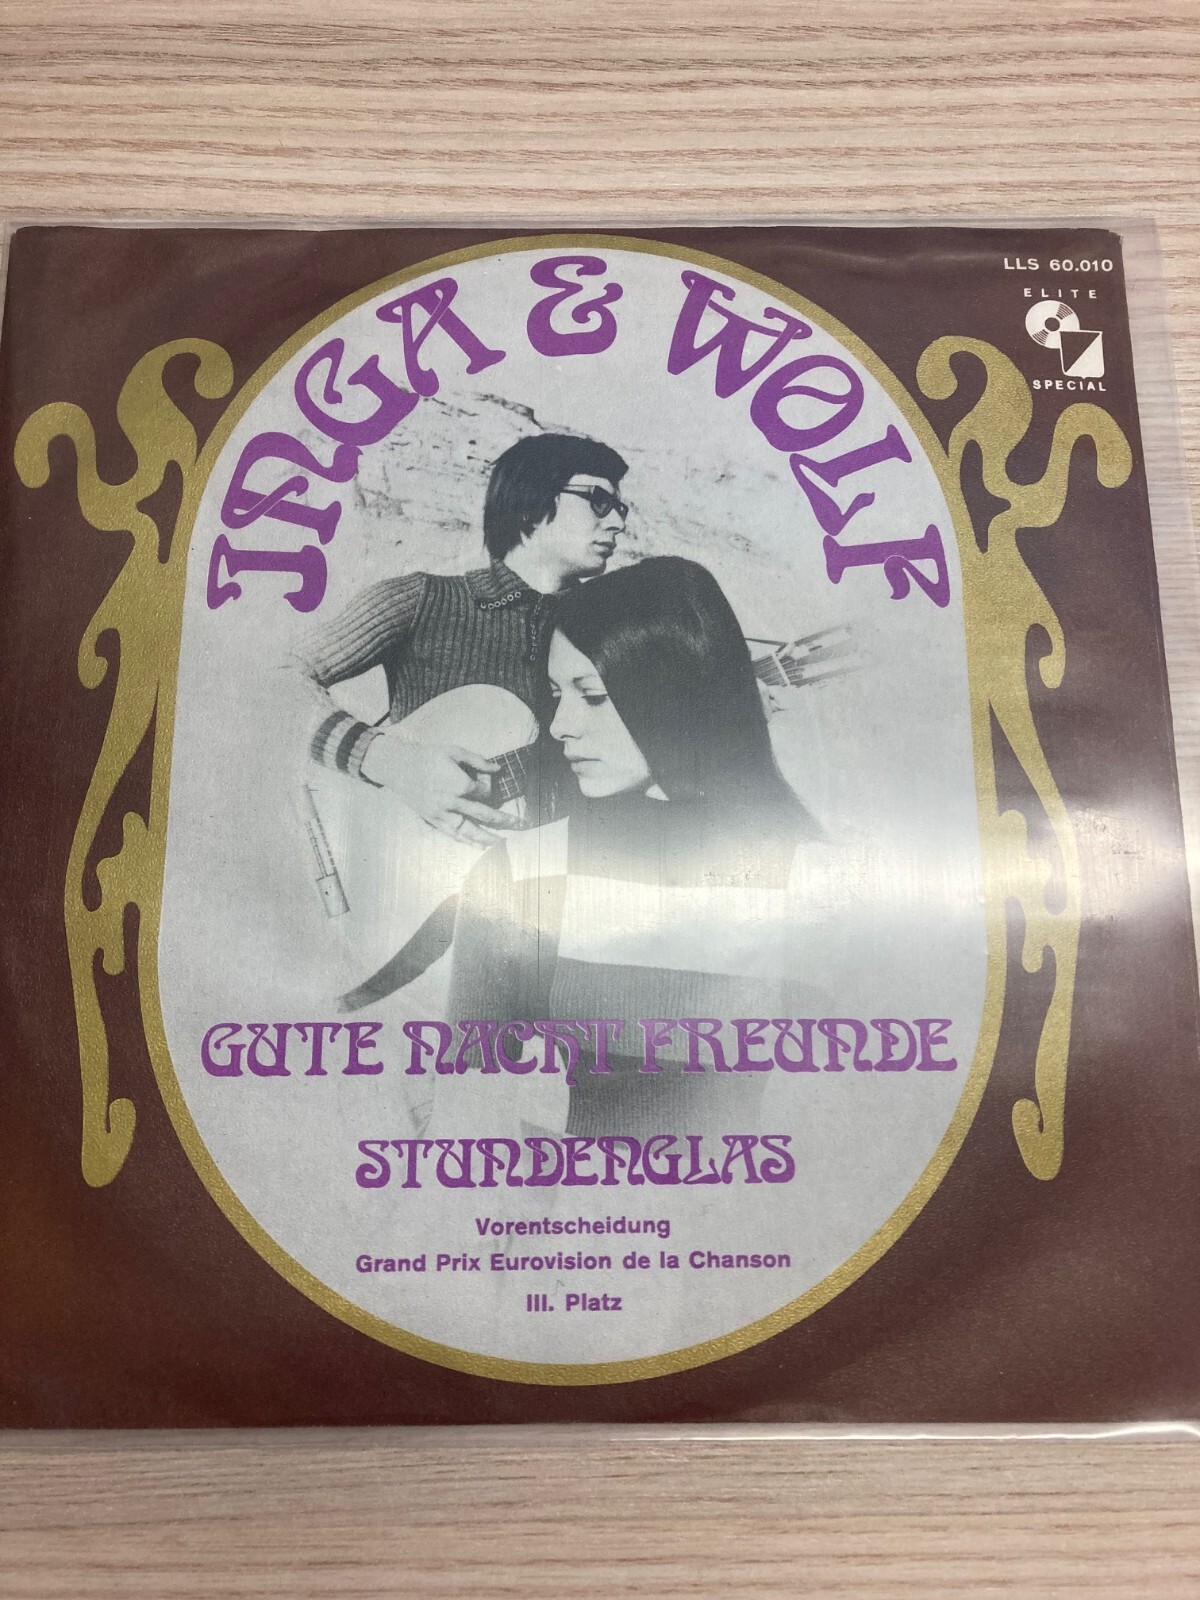 LLS 60.010
ELITE
SPECIAL
INGA & WOLF
GUTE NACHT FREUNDE
STUNDENGLAS
Vorentscheidung
Grand Prix Eurovision de la Chanson
III. Platz